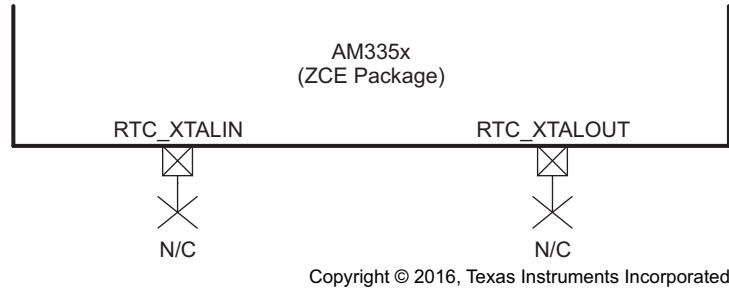 AM335x
(ZCE Package)
RTC_XTALIN RTC_XTALOUT
N/C N/C
Copyright © 2016, Texas Instruments Incorporated